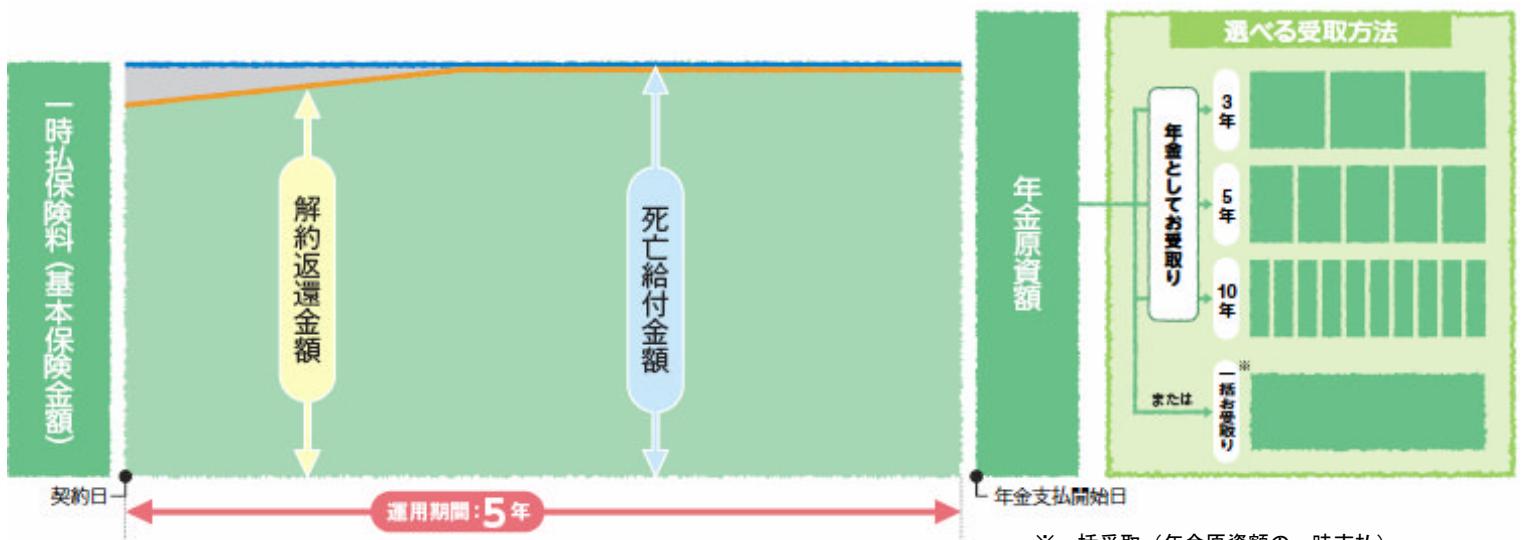 一時払保険料（基本保険金額）
解約返還金額
死亡給付金額
契約日
運用期間：5年
年金原資額
年金支払開始日
選べる受取方法
年金としてお受取り
3年
5年
10年
または
一括お受取り
※